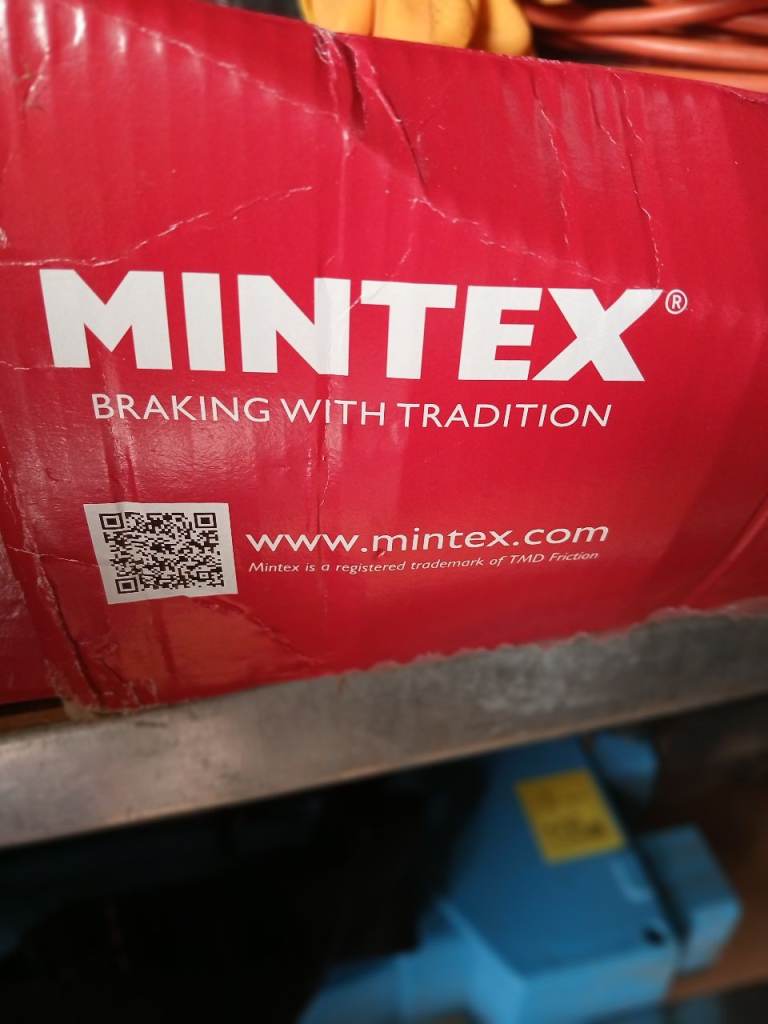 MINTEX®
BRAKING WITH TRADITION
www.mintex.com
Mintex is a registered trademark of TMD Friction